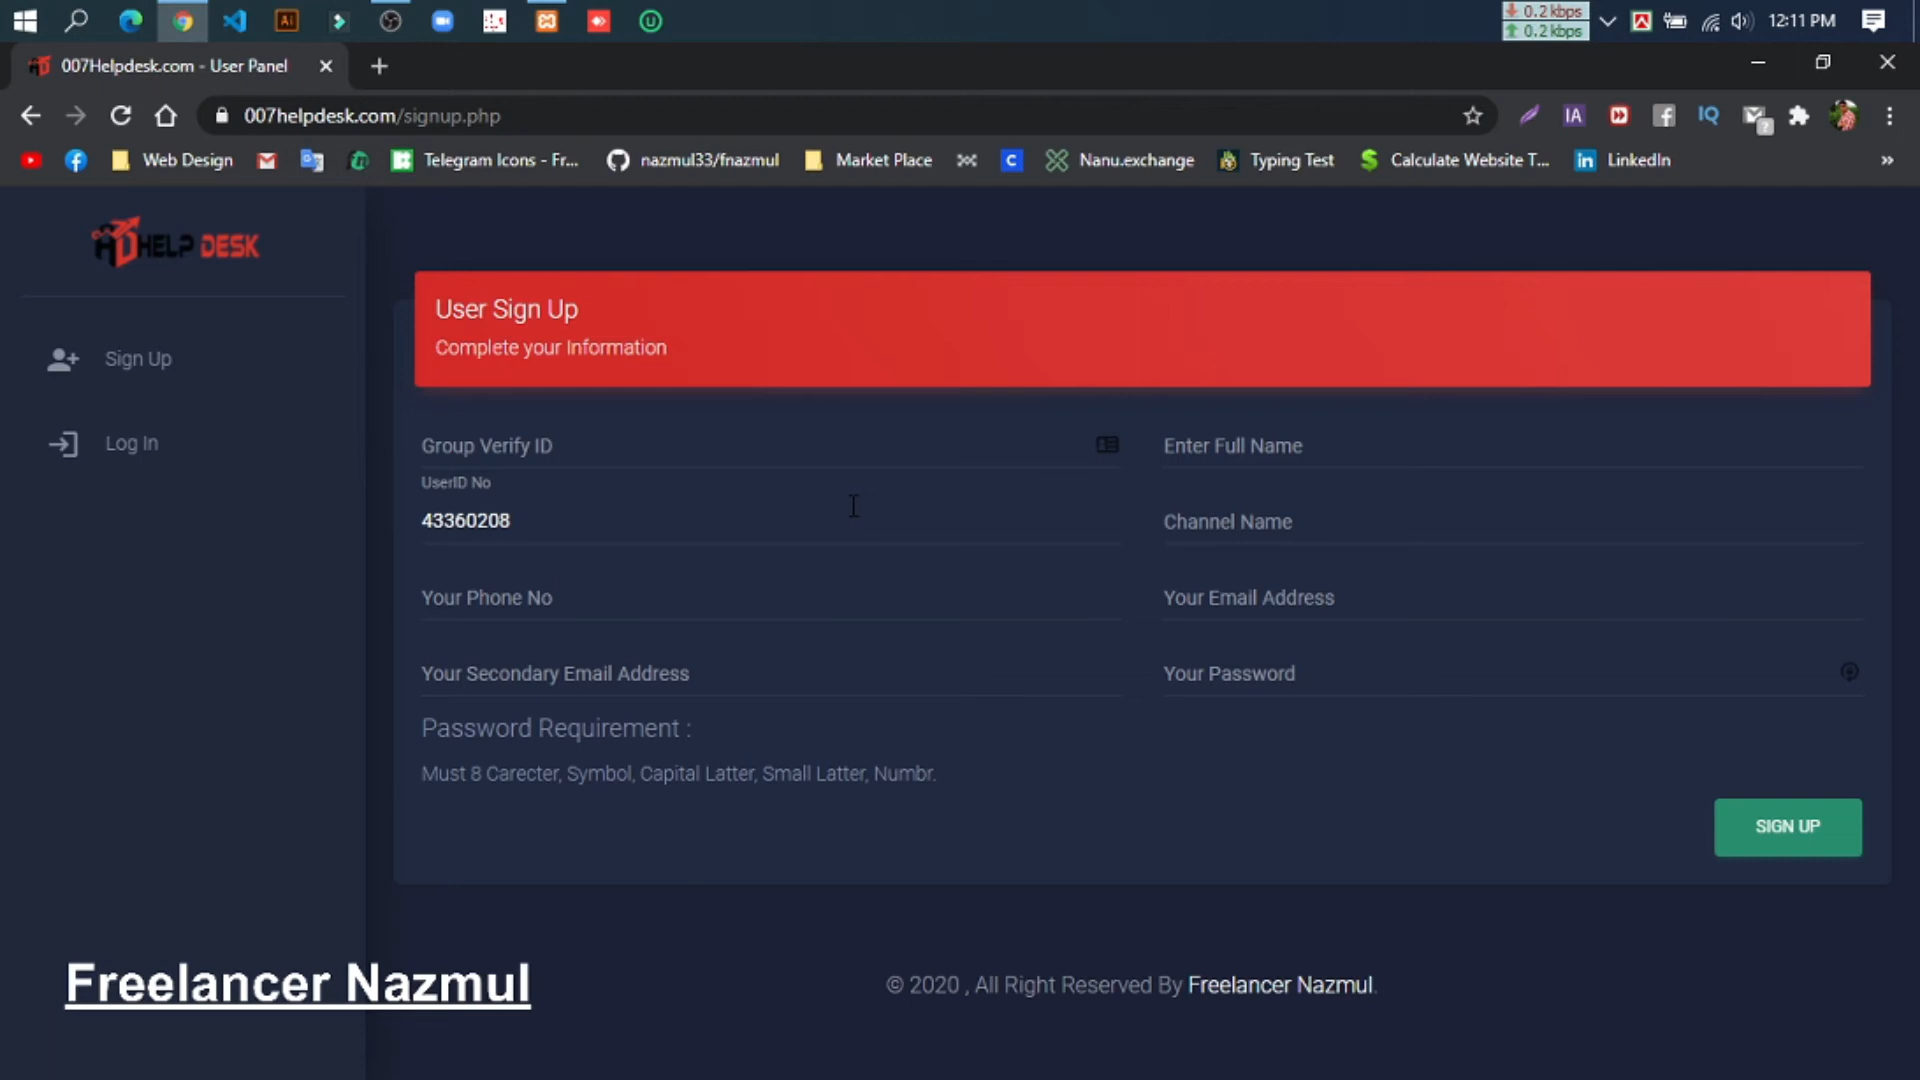 0.2 kbps
0.2 kbps
12:11 PM
007Helpdesk.com - User Panel
007helpdesk.com/signup.php
Web Design
Telegram Icons - Fr...
nazmul33/fnazmul
Market Place
Nanu.exchange
Typing Test
Calculate Website T...
LinkedIn
HELP DESK
Sign Up
Log In
User Sign Up
Complete your Information
Group Verify ID
Enter Full Name
UserID No
43360208
Channel Name
Your Phone No
Your Email Address
Your Secondary Email Address
Your Password
Password Requirement :
Must 8 Carecter, Symbol, Capital Latter, Small Latter, Numbr.
SIGN UP
Freelancer Nazmul
© 2020 , All Right Reserved By Freelancer Nazmul.